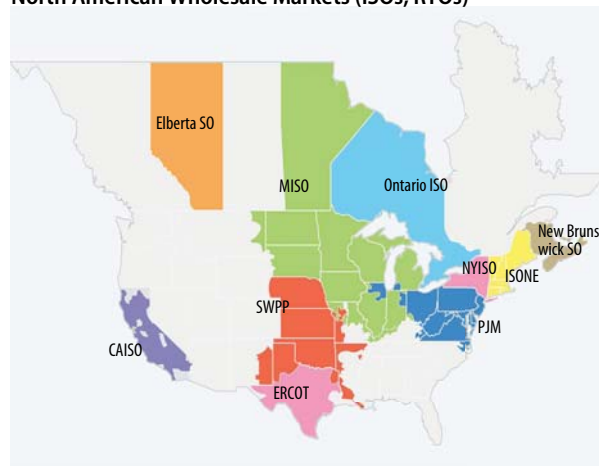 North American Wholesale Markets (ISOs, RTOs)
Elberta SO
MISO
Ontario ISO
New Bruns
wick SO
NYISO
ISONE
SWPP
PJM
CAISO
ERCOT